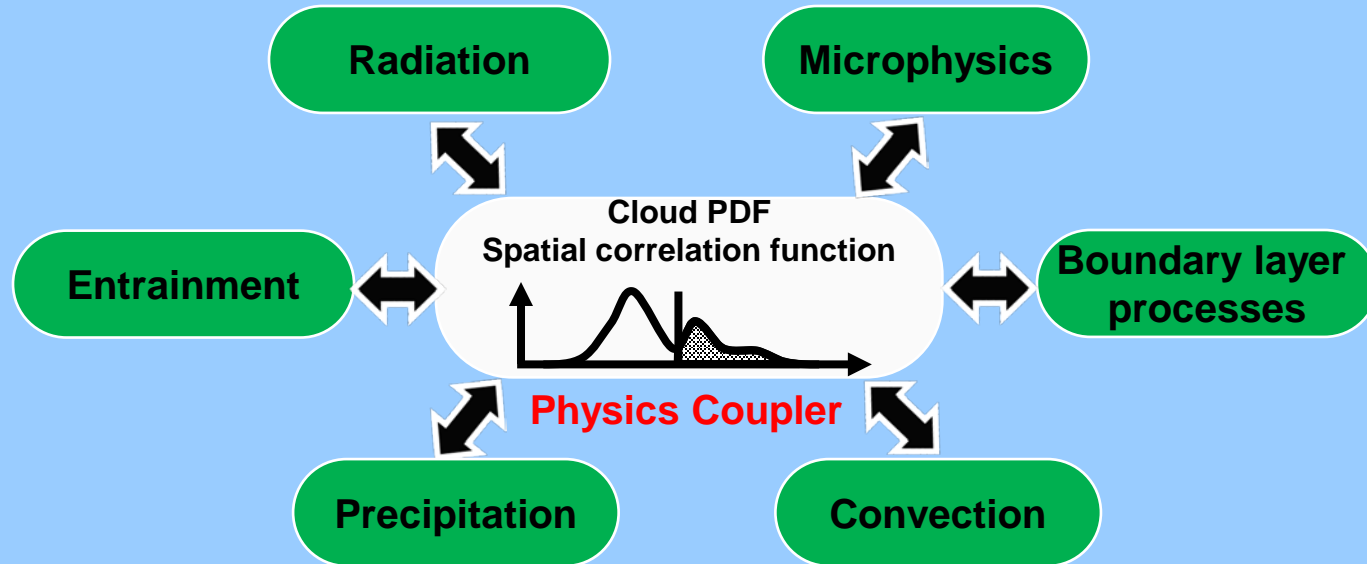 Radiation
Microphysics
Cloud PDF
Spatial correlation function
Entrainment
Boundary layer
processes
Physics Coupler
Precipitation
Convection